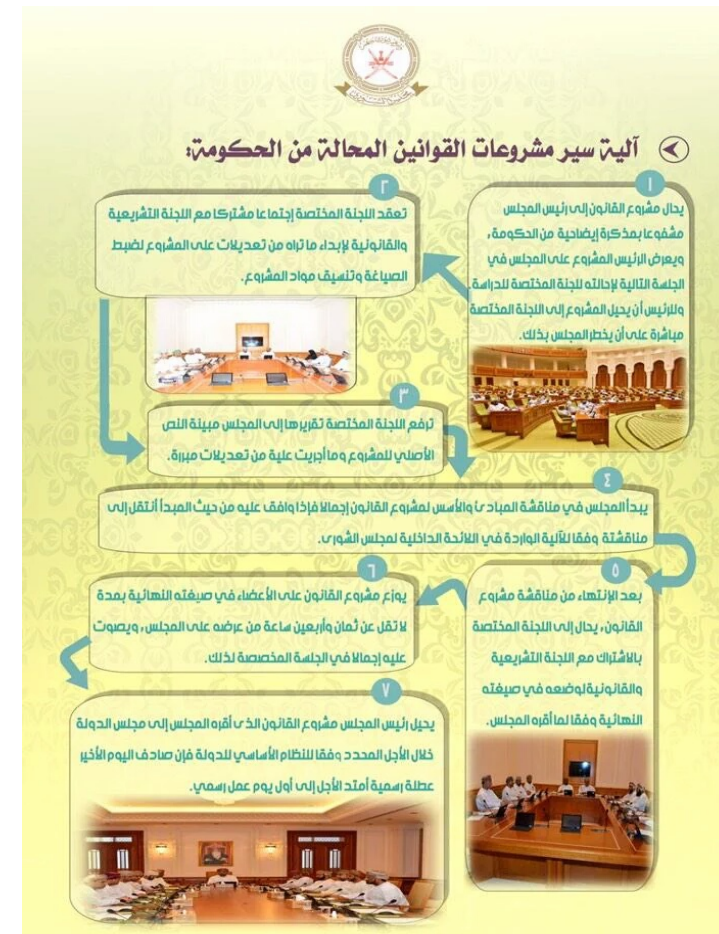 آلية سير مشروعات القوانين المحالة من الحكومة:
١
يحال مشروع القانون إلى رئيس المجلس
مشفوعا بمذكرة إيضاحية من الحكومة،
ويعرض الرئيس المشروع على المجلس في
الجلسة التالية لإحالته للجنة المختصة للدراسة.
وللرئيس أن يحيل المشروع إلى اللجنة المختصة
مباشرة على أن يخطر المجلس بذلك.
٢
تعقد اللجنة المختصة إجتماعا مشتركا مع اللجنة التشريعية
والقانونية لإبداء ما تراه من تعديلات على المشروع لضبط
الصياغة وتنسيق مواد المشروع.
٣
ترفع اللجنة المختصة تقريرها إلى المجلس مبينة النص
الأصلي للمشروع وما أجريت علية من تعديلات مبررة.
٤
يبدأ المجلس في مناقشة المبادئ والأسس لمشروع القانون إجمالا فإذا وافق عليه من حيث المبدأ أنتقل إلى
مناقشتة وفقا للآلية الواردة في اللائحة الداخلية لمجلس الشورى.
٥
بعد الإنتهاء من مناقشة مشروع
القانون، يحال إلى اللجنة المختصة
بالاشتراك مع اللجنة التشريعية
والقانونية لوضعه في صيغته
النهائية وفقا لما أقره المجلس.
٦
يوزع مشروع القانون على الأعضاء في صيغته النهائية بمدة
لا تقل عن ثمان وأربعين ساعة من عرضه على المجلس، ويصوت
عليه إجمالا في الجلسة المخصصة لذلك.
٧
يحيل رئيس المجلس مشروع القانون الذى أقره المجلس إلى مجلس الدولة
خلال الأجل المحدد وفقا للنظام الأساسي للدولة فإن صادف اليوم الأخير
عطلة رسمية أمتد الأجل إلى أول يوم عمل رسمي.